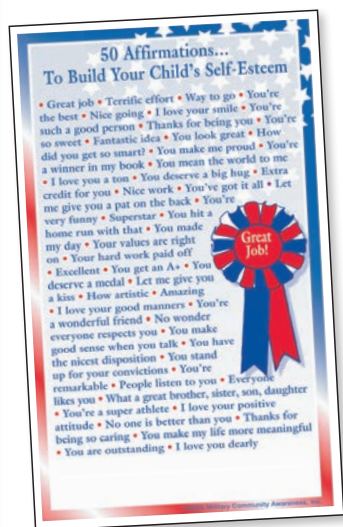 50 Affirmations...
To Build Your Child's Self-Esteem
• Great job • Terrific effort • Way to go • You're
the best • Nice going • I love your smile • You're
such a good person • Thanks for being you • You're
so sweet • Fantastic idea • You look great • How
did you get so smart? • You make me proud • You're
a winner in my book • You mean the world to me
• I love you a ton • You deserve a big hug • Extra
credit for you • Nice work • You've got it all • Let
me give you a pat on the back • You're
very funny • Superstar • You hit a
home run with that • You made
my day • Your values are right
on • Your hard work paid off
• Excellent • You get an A+ • You
deserve a medal • Let me give you
a kiss • How artistic • Amazing
• I love your good manners • You're
a wonderful friend • No wonder
everyone respects you • You make
good sense when you talk • You have
the nicest disposition • You stand
up for your convictions • You're
remarkable • People listen to you • Everyone
likes you • What a great brother, sister, son, daughter
• You're a super athlete • I love your positive
attitude • No one is better than you • Thanks for
being so caring • You make my life more meaningful
• You are outstanding • I love you dearly
Great
Job!
Military Community Awareness, Inc.